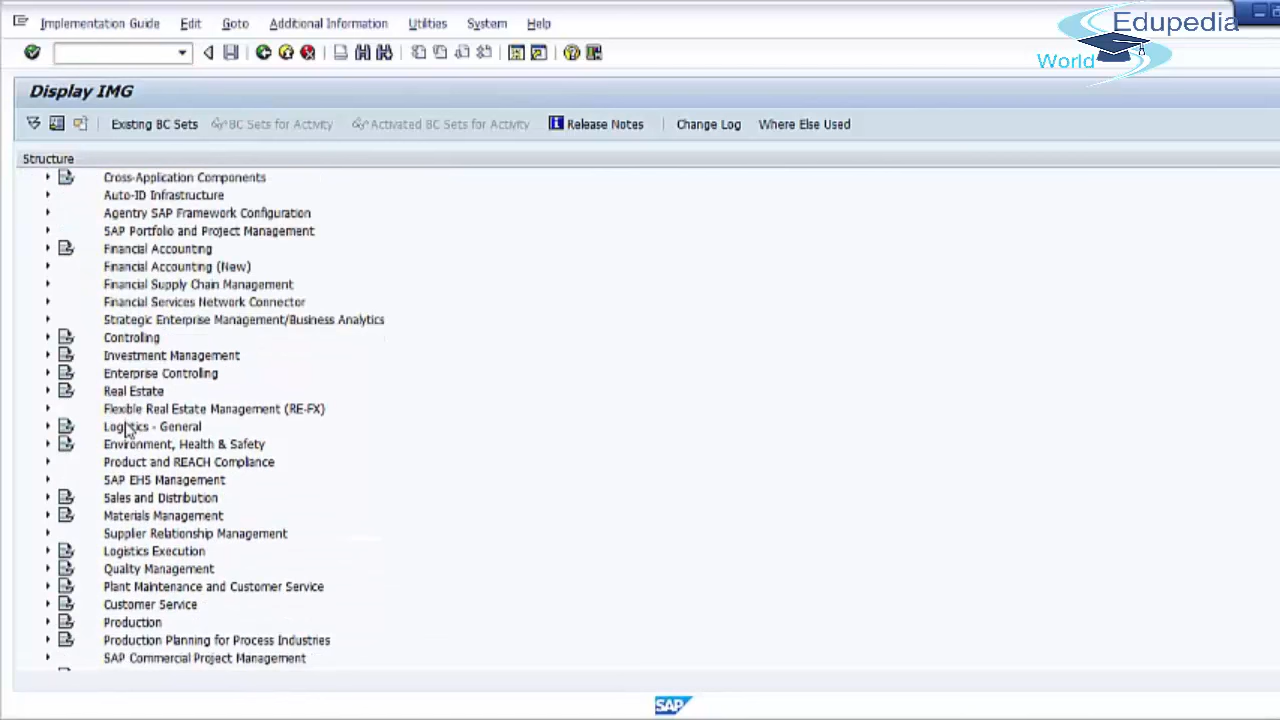 Implementation Guide Edit Goto Additional Information Utilities System Help
Edupedia
World
Display IMG
Existing BC Sets BC Sets for Activity Activated BC Sets for Activity Release Notes Change Log Where Else Used
Structure
Cross-Application Components
Auto-ID Infrastructure
Agentry SAP Framework Configuration
SAP Portfolio and Project Management
Financial Accounting
Financial Accounting (New)
Financial Supply Chain Management
Financial Services Network Connector
Strategic Enterprise Management/Business Analytics
Controlling
Investment Management
Enterprise Controlling
Real Estate
Flexible Real Estate Management (RE-FX)
Logistics - General
Environment, Health & Safety
Product and REACH Compliance
SAP EHS Management
Sales and Distribution
Materials Management
Supplier Relationship Management
Logistics Execution
Quality Management
Plant Maintenance and Customer Service
Customer Service
Production
Production Planning for Process Industries
SAP Commercial Project Management
SAP